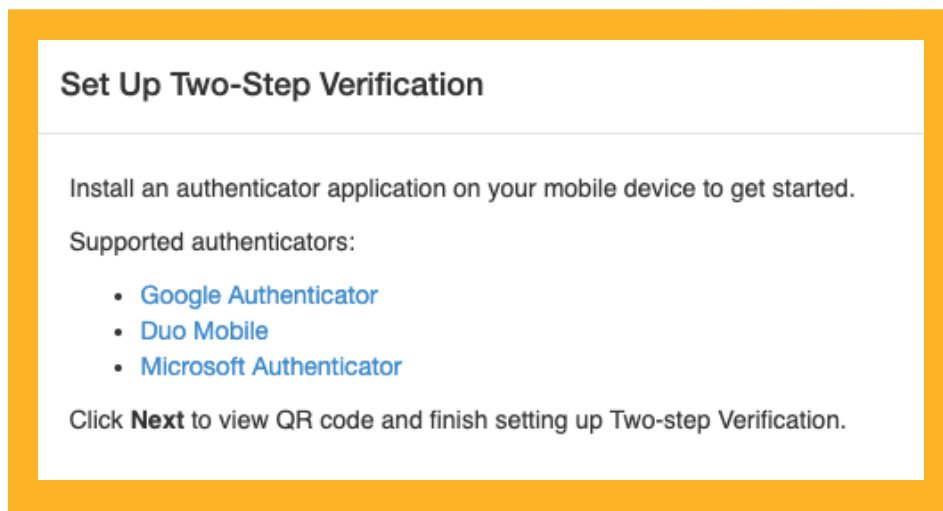 Set Up Two-Step Verification
Install an authenticator application on your mobile device to get started.
Supported authenticators:
• Google Authenticator
• Duo Mobile
• Microsoft Authenticator
Click Next to view QR code and finish setting up Two-step Verification.